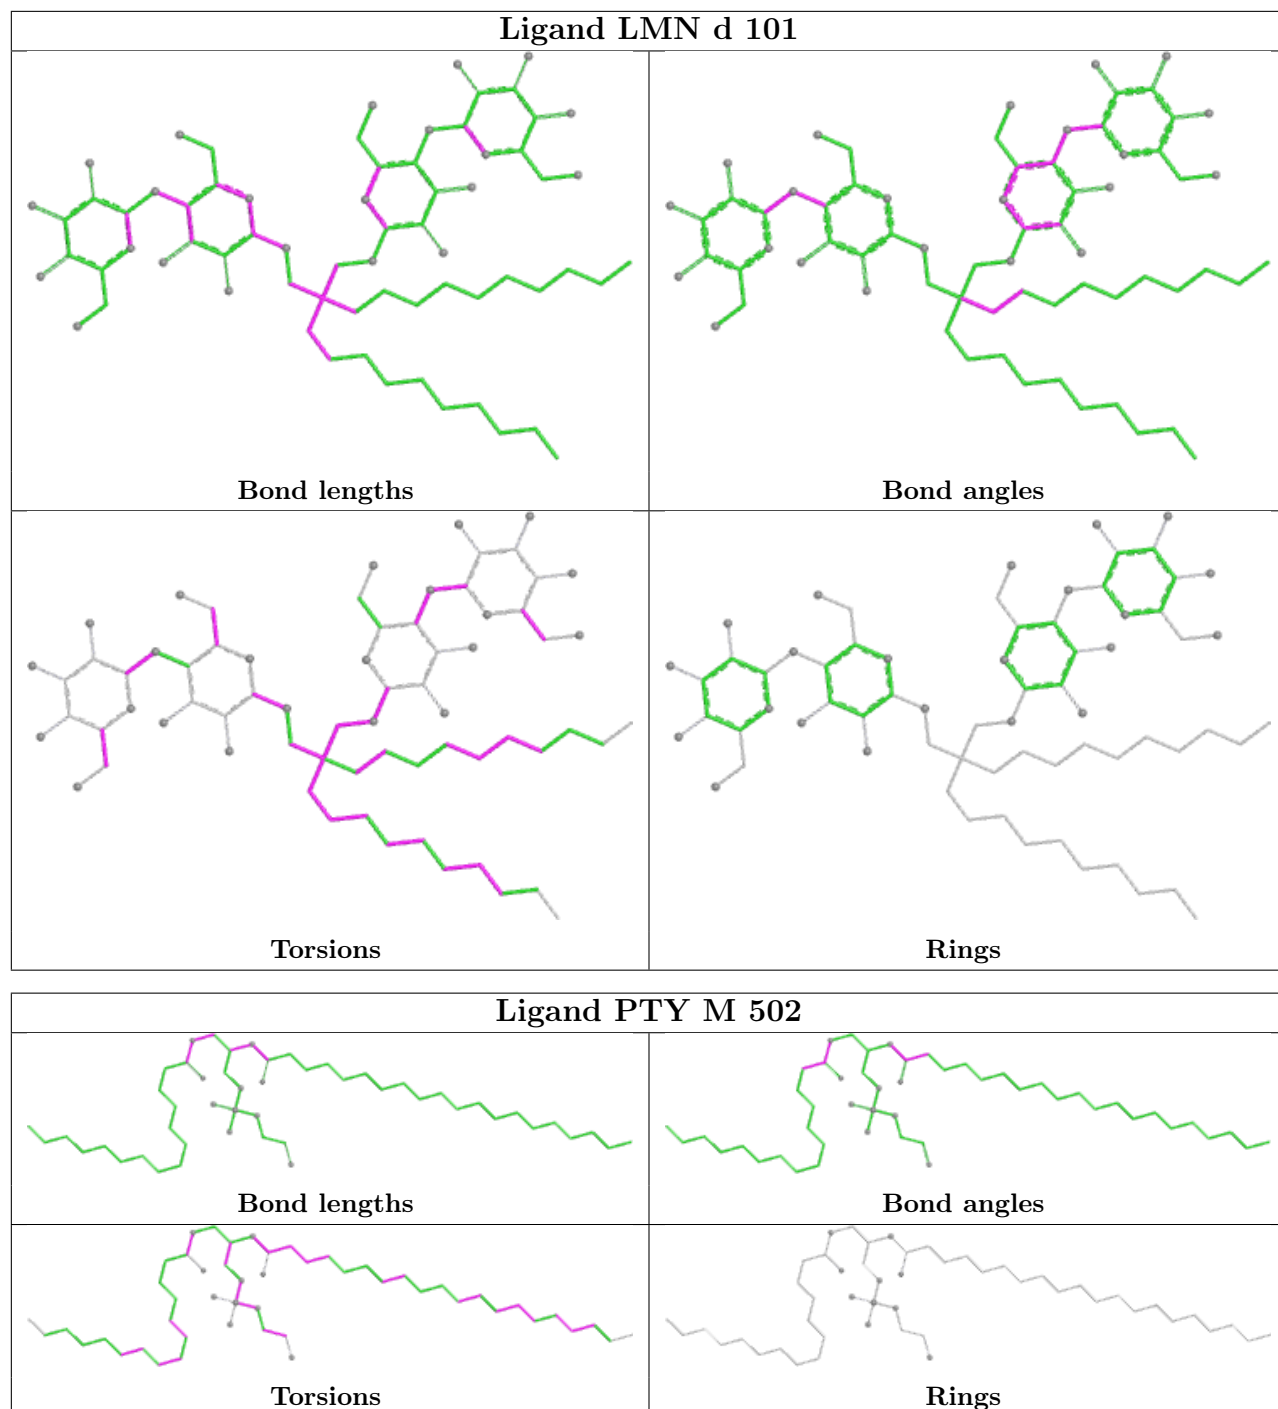 Ligand LMN d 101
Bond lengths
Bond angles
Torsions
Rings
Ligand PTY M 502
Bond lengths
Bond angles
Torsions
Rings